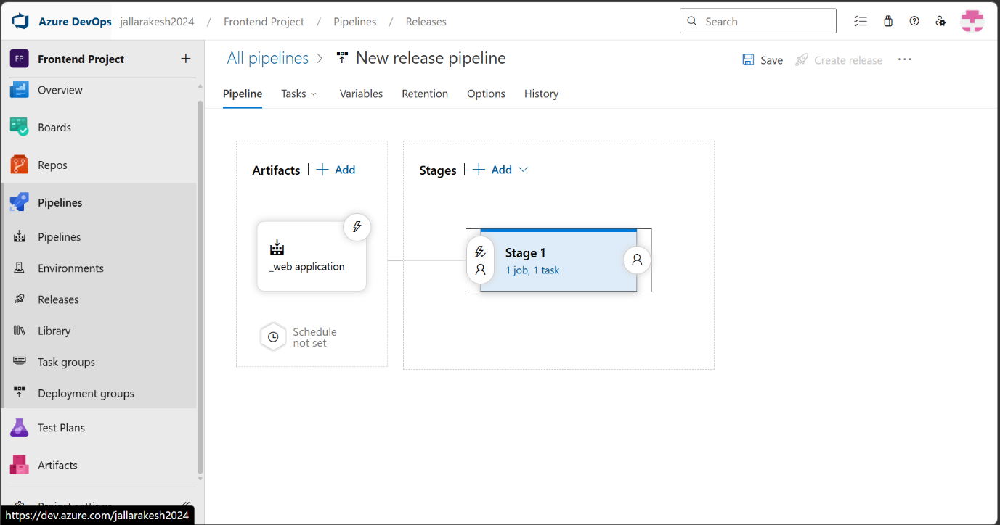 Azure DevOps jallarakesh2024 / Frontend Project / Pipelines / Releases
Search
FP Frontend Project
Overview
Boards
Repos
Pipelines
Pipelines
Environments
Releases
Library
Task groups
Deployment groups
Test Plans
Artifacts
Project settings
https://dev.azure.com/jallarakesh2024
All pipelines > New release pipeline
Save
Create release
Pipeline Tasks Variables Retention Options History
Artifacts | + Add
_web application
Schedule
not set
Stages | + Add
Stage 1
1 job, 1 task